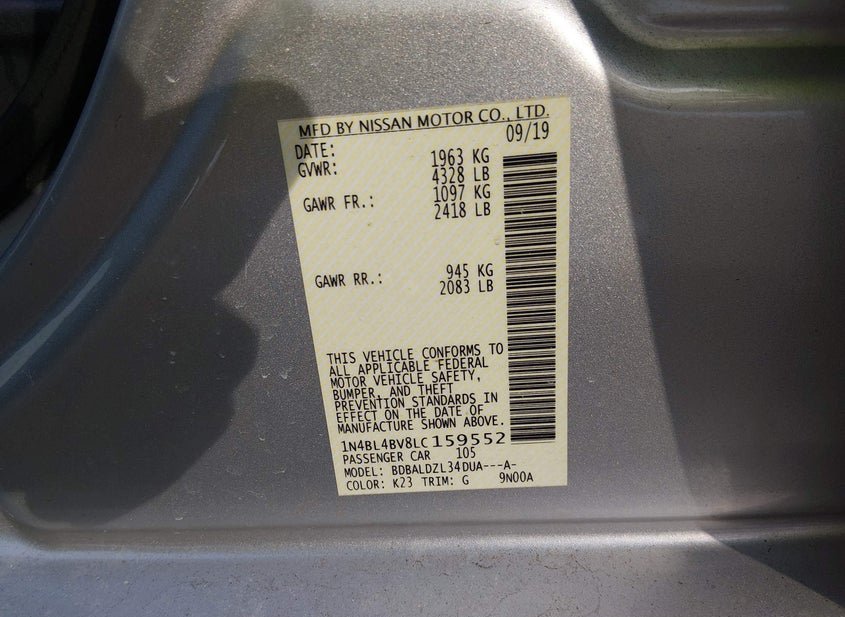 MFD BY NISSAN MOTOR CO., LTD.
DATE: 09/19
GVWR: 1963 KG
4328 LB
GAWR FR.: 1097 KG
2418 LB
GAWR RR.: 945 KG
2083 LB
THIS VEHICLE CONFORMS TO
ALL APPLICABLE FEDERAL
MOTOR VEHICLE SAFETY,
BUMPER, AND THEFT
PREVENTION STANDARDS IN
EFFECT ON THE DATE OF
MANUFACTURE SHOWN ABOVE.
1N4BL4BV8LC159552
PASSENGER CAR 105
MODEL: BDBALDZL34DUA---A-
COLOR: K23 TRIM: G 9N00A